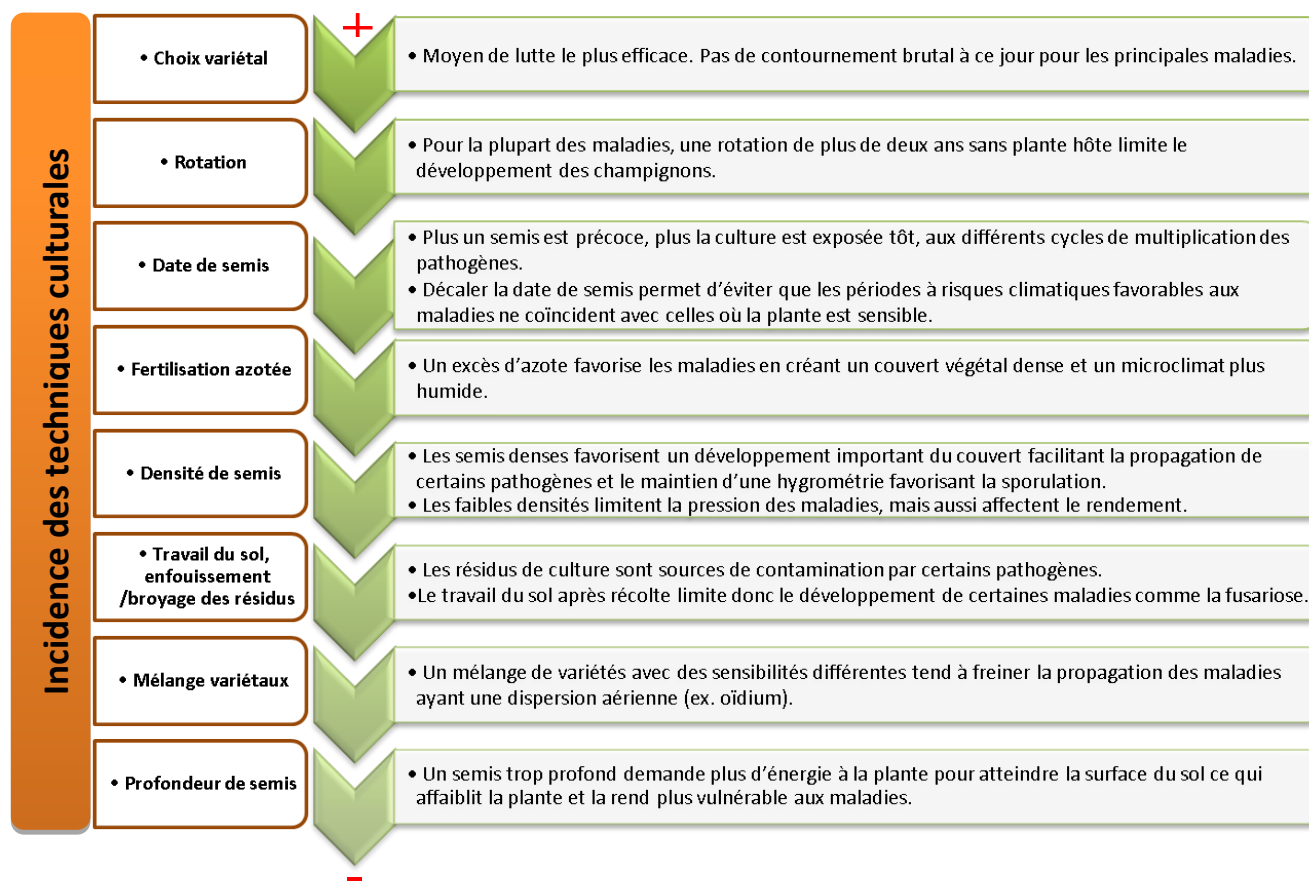 Incidence des techniques culturales
+
• Choix variétal
• Moyen de lutte le plus efficace. Pas de contournement brutal à ce jour pour les principales maladies.
• Rotation
• Pour la plupart des maladies, une rotation de plus de deux ans sans plante hôte limite le
développement des champignons.
• Date de semis
• Plus un semis est précoce, plus la culture est exposée tôt, aux différents cycles de multiplication des
pathogènes.
• Décaler la date de semis permet d'éviter que les périodes à risques climatiques favorables aux
maladies ne coïncident avec celles où la plante est sensible.
• Fertilisation azotée
• Un excès d'azote favorise les maladies en créant un couvert végétal dense et un microclimat plus
humide.
• Densité de semis
• Les semis denses favorisent un développement important du couvert facilitant la propagation de
certains pathogènes et le maintien d'une hygrométrie favorisant la sporulation.
• Les faibles densités limitent la pression des maladies, mais aussi affectent le rendement.
• Travail du sol,
enfouissement
/broyage des résidus
• Les résidus de culture sont sources de contamination par certains pathogènes.
•Le travail du sol après récolte limite donc le développement de certaines maladies comme la fusariose.
• Mélange variétaux
• Un mélange de variétés avec des sensibilités différentes tend à freiner la propagation des maladies
ayant une dispersion aérienne (ex. oïdium).
• Profondeur de semis
• Un semis trop profond demande plus d'énergie à la plante pour atteindre la surface du sol ce qui
affaiblit la plante et la rend plus vulnérable aux maladies.
-